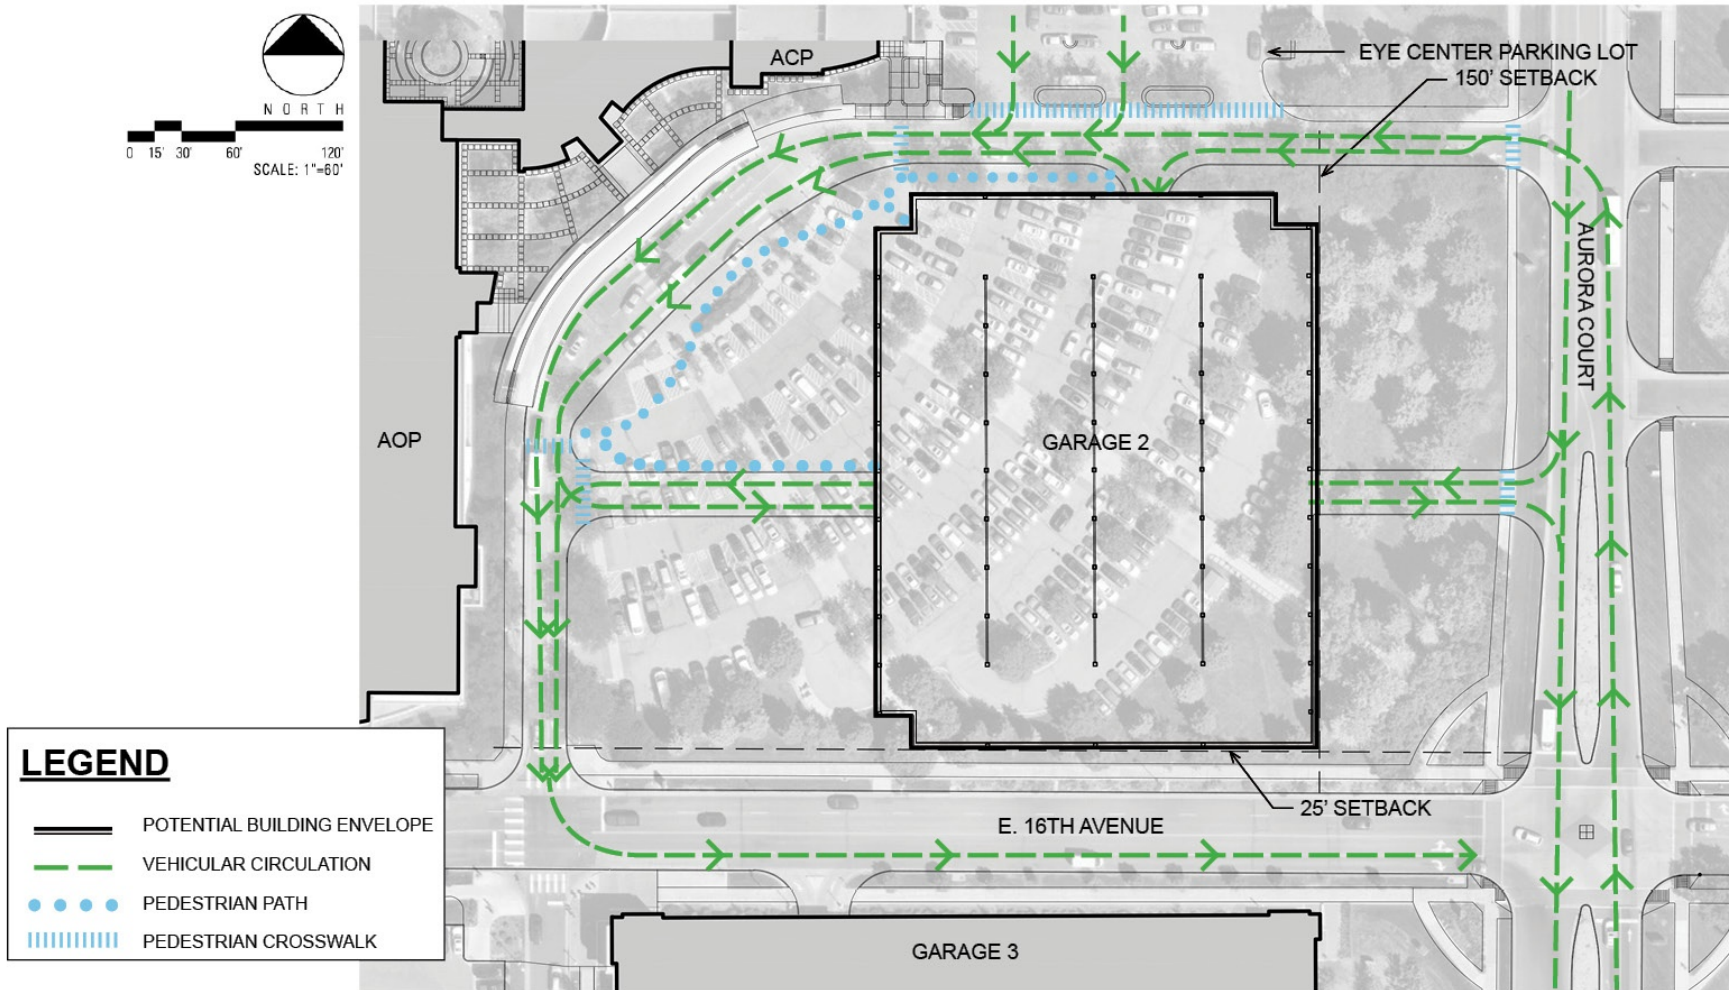 ACP
EYE CENTER PARKING LOT
150' SETBACK
NORTH
0 15' 30' 60' 120'
SCALE: 1"=60'
AURORA COURT
AOP
GARAGE 2
25' SETBACK
E. 16TH AVENUE
GARAGE 3
LEGEND
POTENTIAL BUILDING ENVELOPE
VEHICULAR CIRCULATION
PEDESTRIAN PATH
PEDESTRIAN CROSSWALK